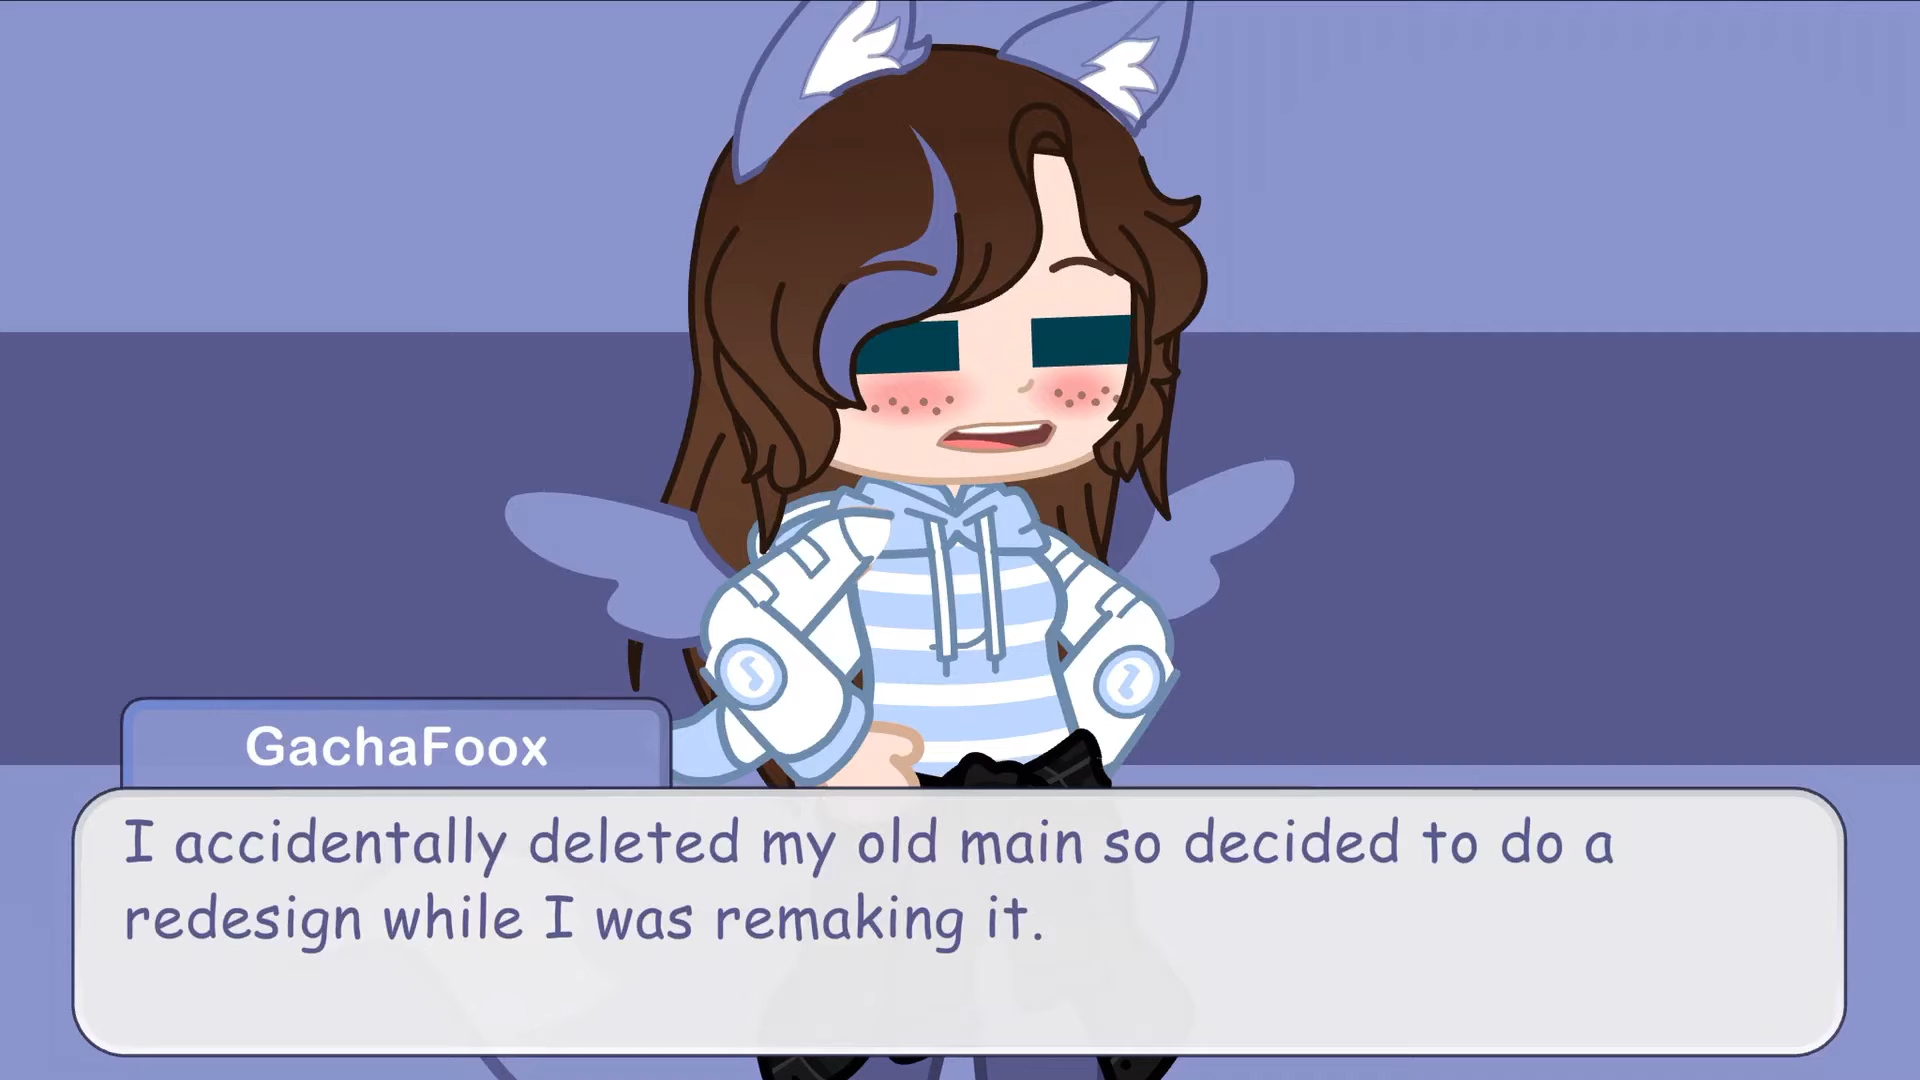 GachaFoox
I accidentally deleted my old main so decided to do a
redesign while I was remaking it.